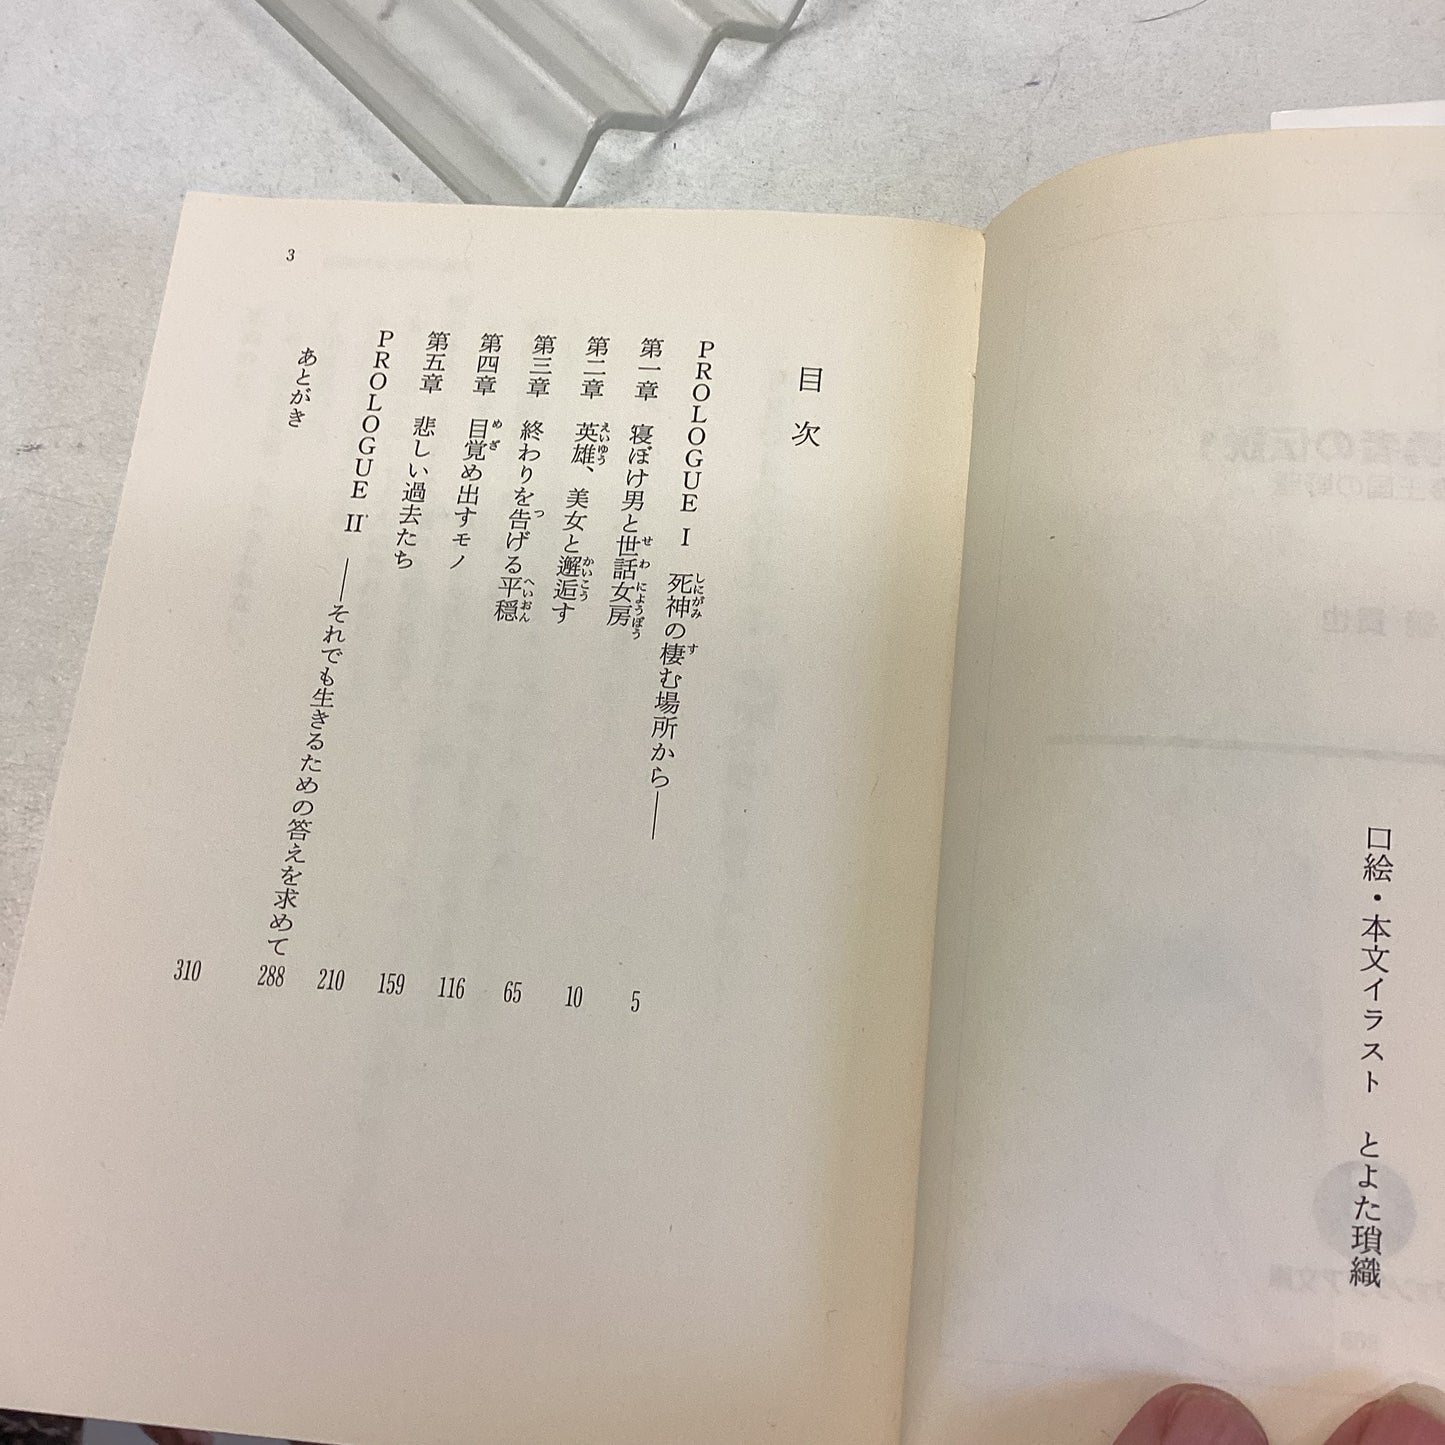 口絵・本文イラスト　とよた瑣織
目次
PROLOGUE I　死神の棲む場所から――　5
第一章　寝ぼけ男と世話女房　10
第二章　英雄、美女と邂逅す　65
第三章　終わりを告げる平穏　116
第四章　目覚め出すモノ　159
第五章　悲しい過去たち　210
PROLOGUE II　――それでも生きるための答えを求めて　288
あとがき　310
3